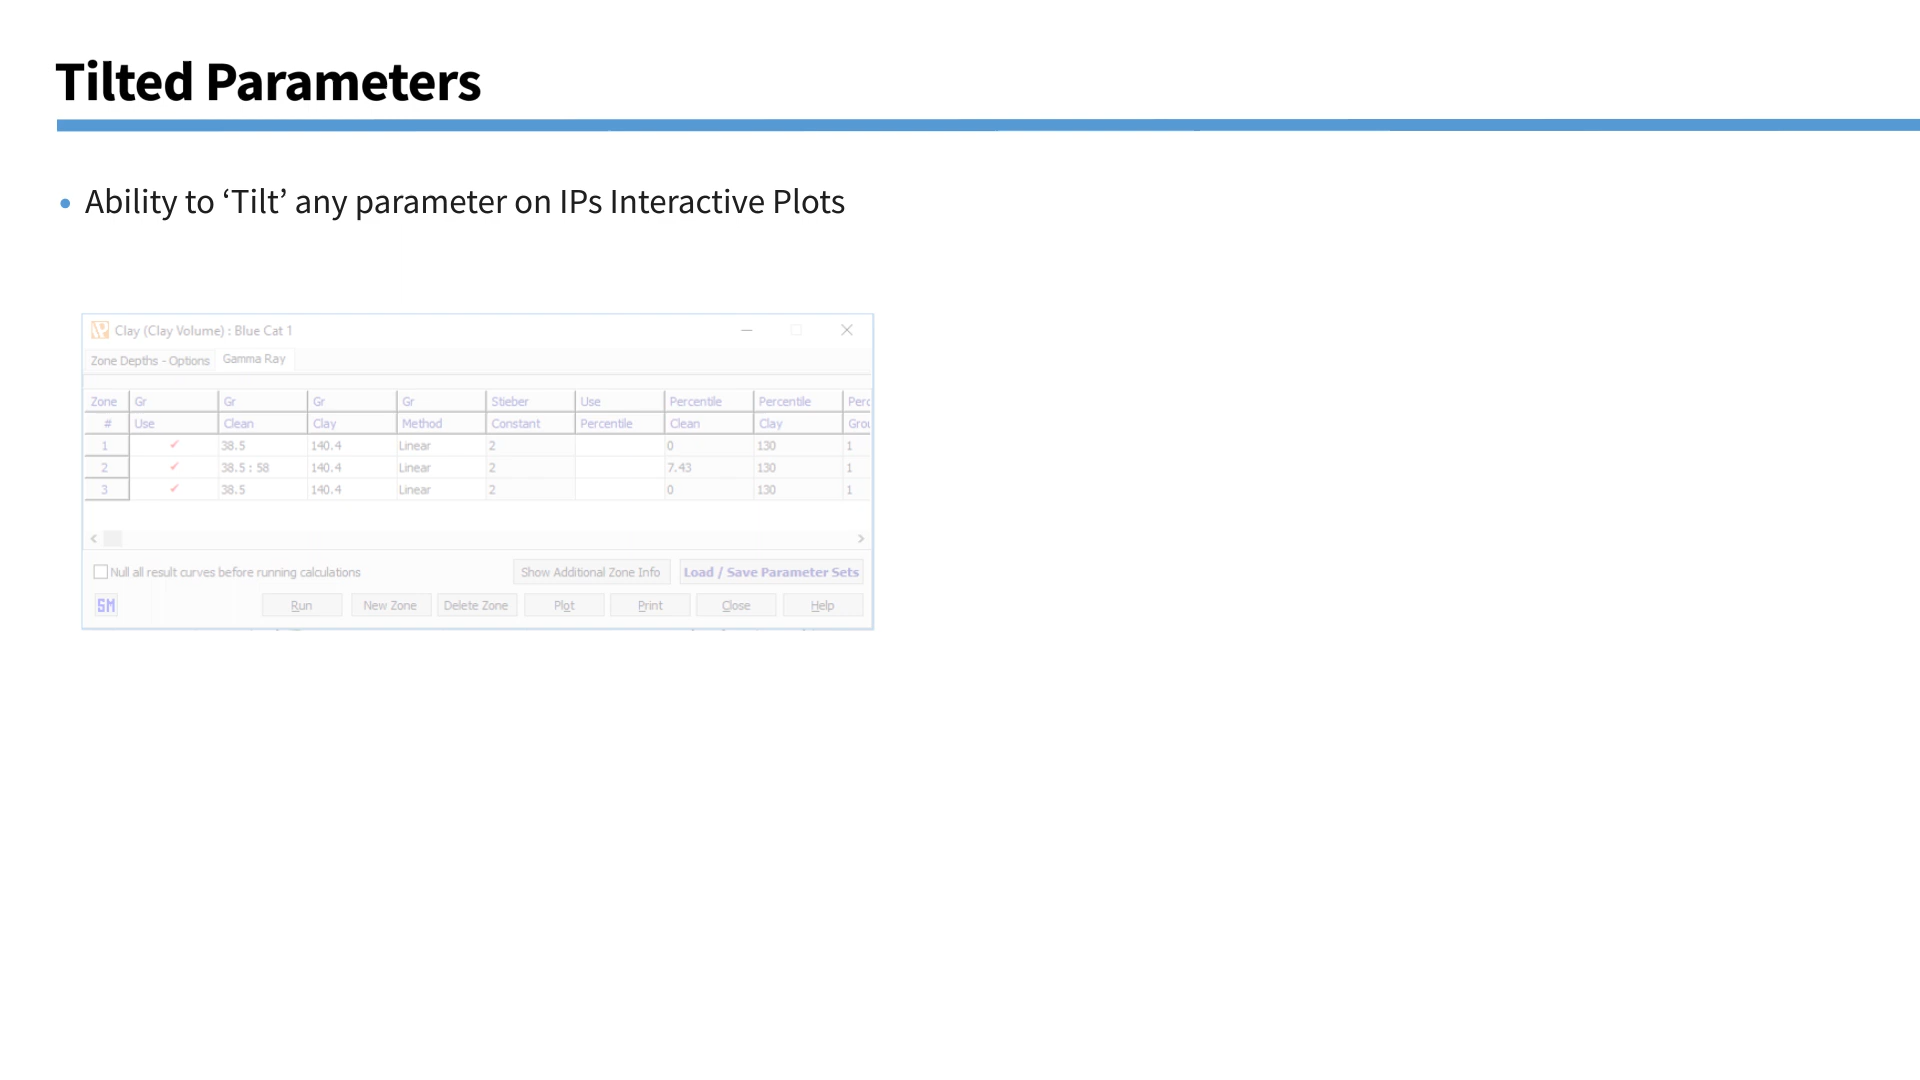 Tilted Parameters
• Ability to ‘Tilt’ any parameter on IPs Interactive Plots
Clay (Clay Volume) : Blue Cat 1
Zone Depths - Options Gamma Ray
Zone Gr Gr Gr Gr Stieber Use Percentile Percentile Perc
# Use Clean Clay Method Constant Percentile Clean Clay Grou
1 ✓ 38.5 140.4 Linear 2 0 130 1
2 ✓ 38.5 : 58 140.4 Linear 2 7.43 130 1
3 ✓ 38.5 140.4 Linear 2 0 130 1
Null all result curves before running calculations Show Additional Zone Info Load / Save Parameter Sets
SM Run New Zone Delete Zone Plot Print Close Help